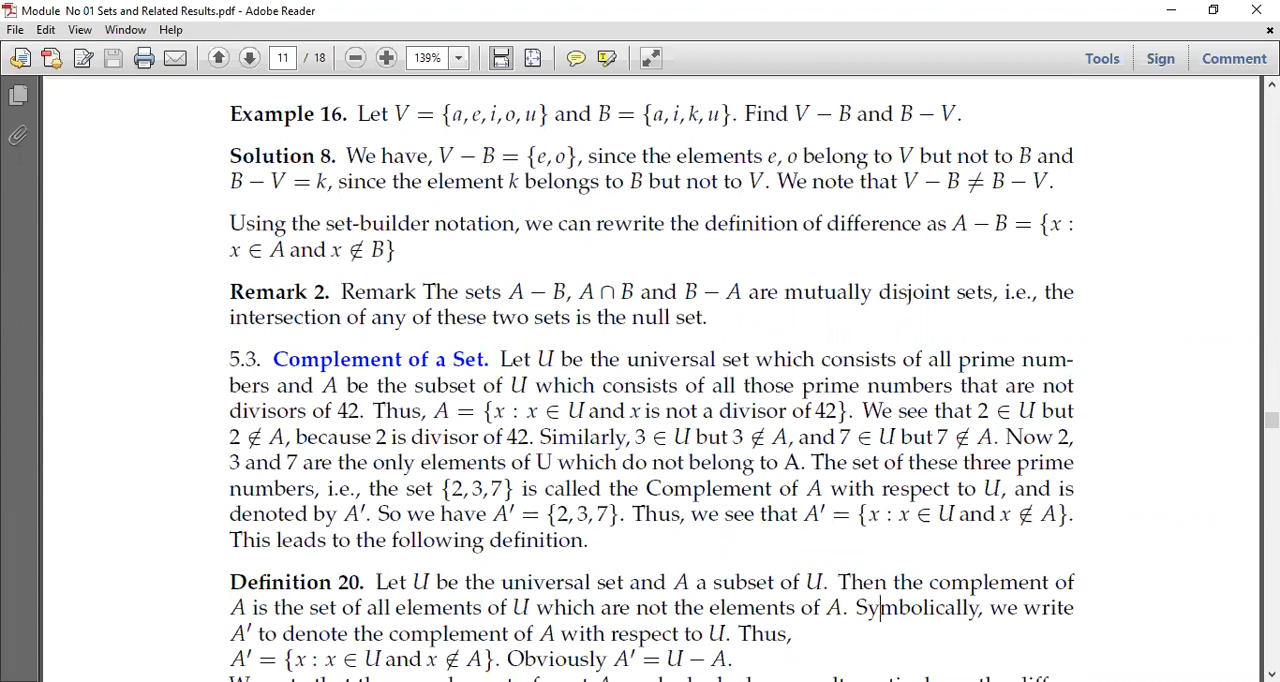 Module No 01 Sets and Related Results.pdf - Adobe Reader
File Edit View Window Help
11 / 18 139% Tools Sign Comment
Example 16. Let V = {a, e, i, o, u} and B = {a, i, k, u}. Find V − B and B − V.
Solution 8. We have, V − B = {e, o}, since the elements e, o belong to V but not to B and
B − V = k, since the element k belongs to B but not to V. We note that V − B ≠ B − V.
Using the set-builder notation, we can rewrite the definition of difference as A − B = {x :
x ∈ A and x ∉ B}
Remark 2. Remark The sets A − B, A ∩ B and B − A are mutually disjoint sets, i.e., the
intersection of any of these two sets is the null set.
5.3. Complement of a Set. Let U be the universal set which consists of all prime num-
bers and A be the subset of U which consists of all those prime numbers that are not
divisors of 42. Thus, A = {x : x ∈ U and x is not a divisor of 42}. We see that 2 ∈ U but
2 ∉ A, because 2 is divisor of 42. Similarly, 3 ∈ U but 3 ∉ A, and 7 ∈ U but 7 ∉ A. Now 2,
3 and 7 are the only elements of U which do not belong to A. The set of these three prime
numbers, i.e., the set {2, 3, 7} is called the Complement of A with respect to U, and is
denoted by A′. So we have A′ = {2, 3, 7}. Thus, we see that A′ = {x : x ∈ U and x ∉ A}.
This leads to the following definition.
Definition 20. Let U be the universal set and A a subset of U. Then the complement of
A is the set of all elements of U which are not the elements of A. Symbolically, we write
A′ to denote the complement of A with respect to U. Thus,
A′ = {x : x ∈ U and x ∉ A}. Obviously A′ = U − A.